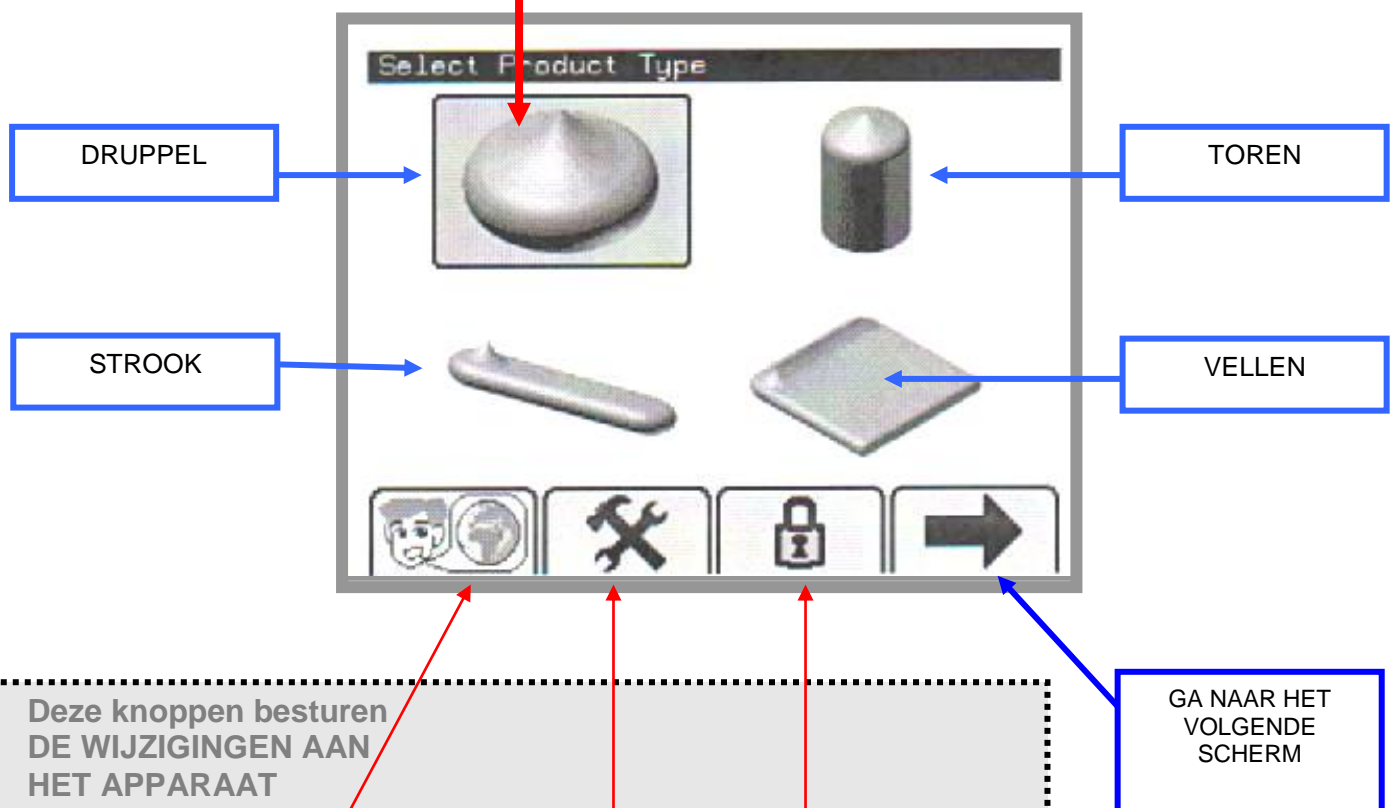 Select Product Type
DRUPPEL
TOREN
STROOK
VELLEN
Deze knoppen besturen
DE WIJZIGINGEN AAN
HET APPARAAT
GA NAAR HET
VOLGENDE
SCHERM